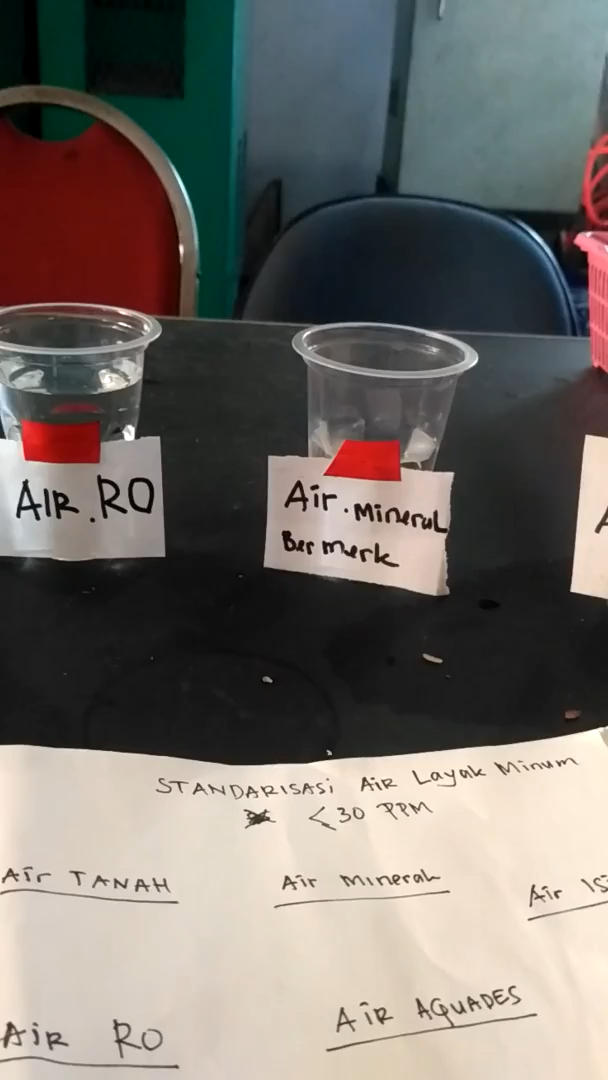 AIR.RO
Air.mineral
Bermerk
STANDARISASi AiR Layak Minum
<30 PPM
Air TANAH
Air mineral
Air
AiR RO
AiR AQUADES